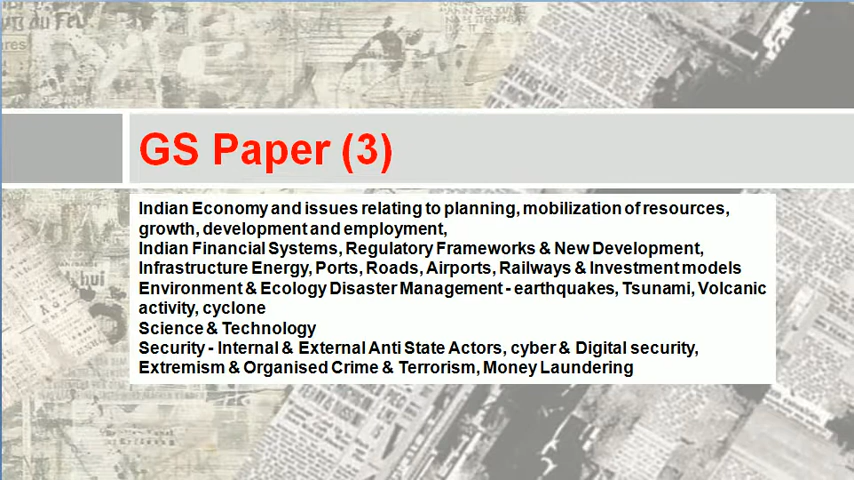 GS Paper (3)
Indian Economy and issues relating to planning, mobilization of resources,
growth, development and employment,
Indian Financial Systems, Regulatory Frameworks & New Development,
Infrastructure Energy, Ports, Roads, Airports, Railways & Investment models
Environment & Ecology Disaster Management - earthquakes, Tsunami, Volcanic
activity, cyclone
Science & Technology
Security - Internal & External Anti State Actors, cyber & Digital security,
Extremism & Organised Crime & Terrorism, Money Laundering